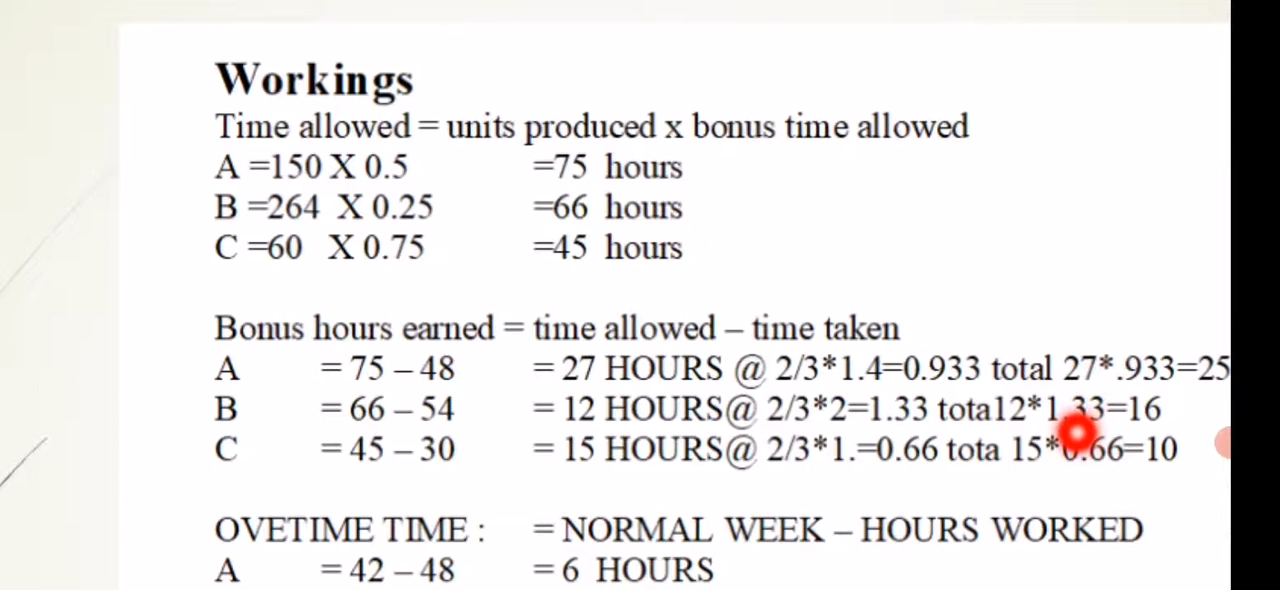 Workings
Time allowed = units produced x bonus time allowed
A =150 X 0.5 =75 hours
B =264 X 0.25 =66 hours
C =60 X 0.75 =45 hours
Bonus hours earned = time allowed – time taken
A = 75 – 48 = 27 HOURS @ 2/3*1.4=0.933 total 27*.933=25
B = 66 – 54 = 12 HOURS@ 2/3*2=1.33 tota12*1.33=16
C = 45 – 30 = 15 HOURS@ 2/3*1.=0.66 tota 15*0.66=10
OVETIME TIME : = NORMAL WEEK – HOURS WORKED
A = 42 – 48 = 6 HOURS